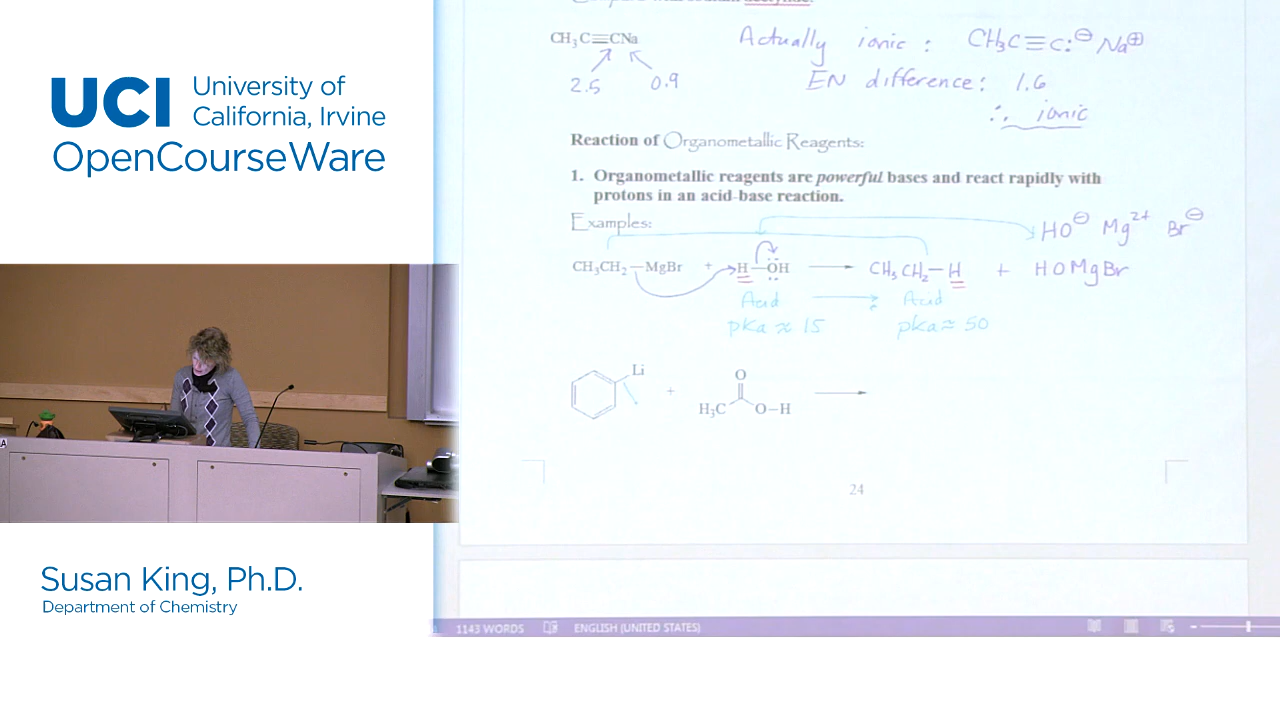 UCI University of California, Irvine
OpenCourseWare
CH₃C≡CNa
2.5 0.9
Actually ionic : CH₃C≡C:⊖ Na⊕
EN difference: 1.6
∴ ionic
Reaction of Organometallic Reagents:
1. Organometallic reagents are powerful bases and react rapidly with
protons in an acid-base reaction.
Examples:
HO⊖ Mg²⁺ Br⊖
CH₃CH₂—MgBr + H—ÖH → CH₃CH₂—H + HOMgBr
Acid → Acid
pKa ≈ 15 pKa ≈ 50
Li
+
O
H₃C O—H
24
1143 WORDS ENGLISH (UNITED STATES)
A
Susan King, Ph.D.
Department of Chemistry